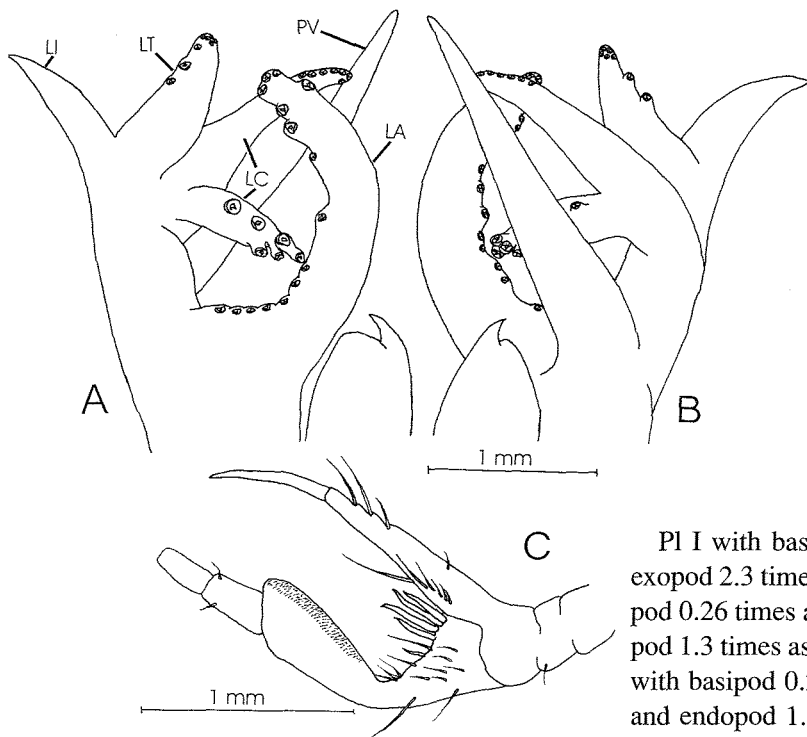 LI
LT
PV
LA
LC
A
B
1 mm
C
1 mm
Pl I with bas
exopod 2.3 time
pod 0.26 times a
pod 1.3 times as
with basipod 0.
and endopod 1.